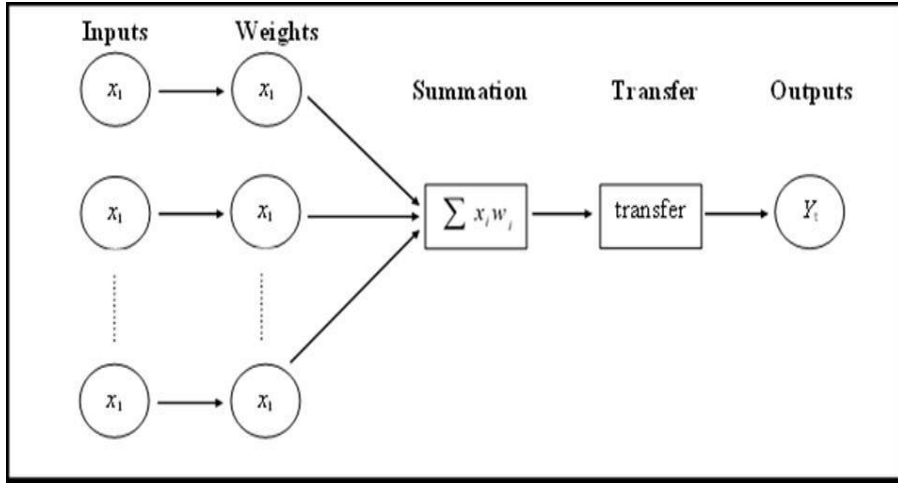 Inputs Weights
x₁ x₁
Summation Transfer Outputs
x₁ x₁
∑ xᵢwᵢ transfer Yₜ
x₁ x₁